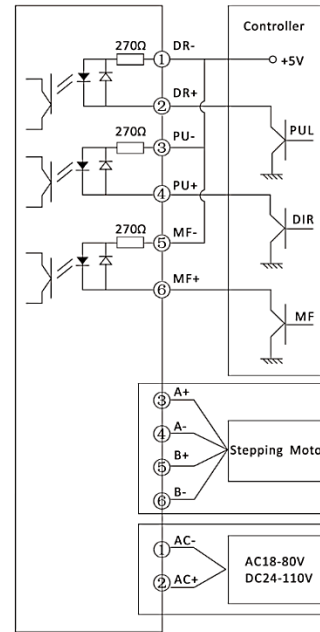 Controller
270Ω
① DR-
+5V
② DR+
PUL
270Ω
③ PU-
④ PU+
DIR
270Ω
⑤ MF-
⑥ MF+
MF
③ A+
④ A-
Stepping Moto
⑤ B+
⑥ B-
① AC-
AC18-80V
② AC+
DC24-110V